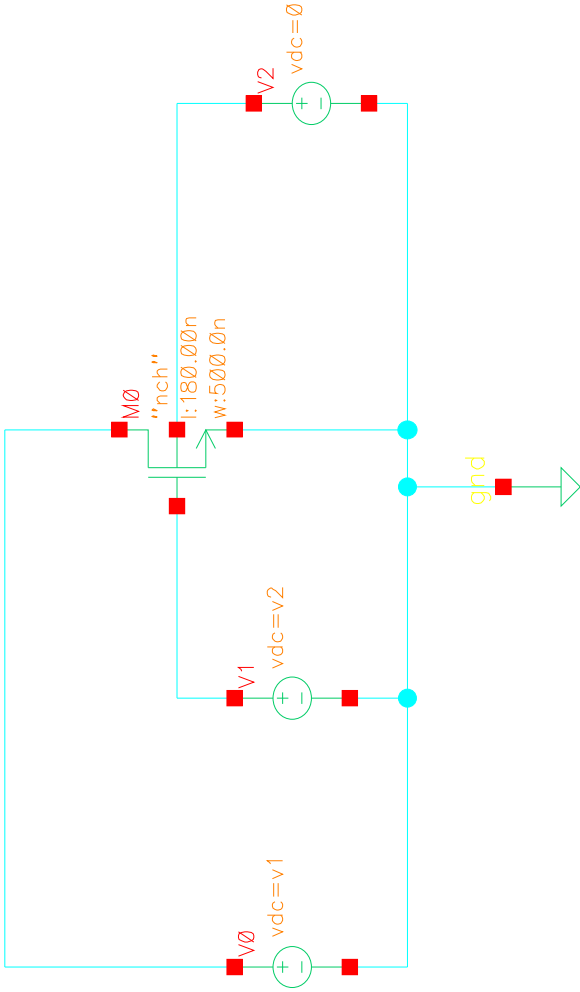 V0
vdc=v1
V1
vdc=v2
M0
"nch"
l:180.00n
w:500.0n
gnd
V2
vdc=0